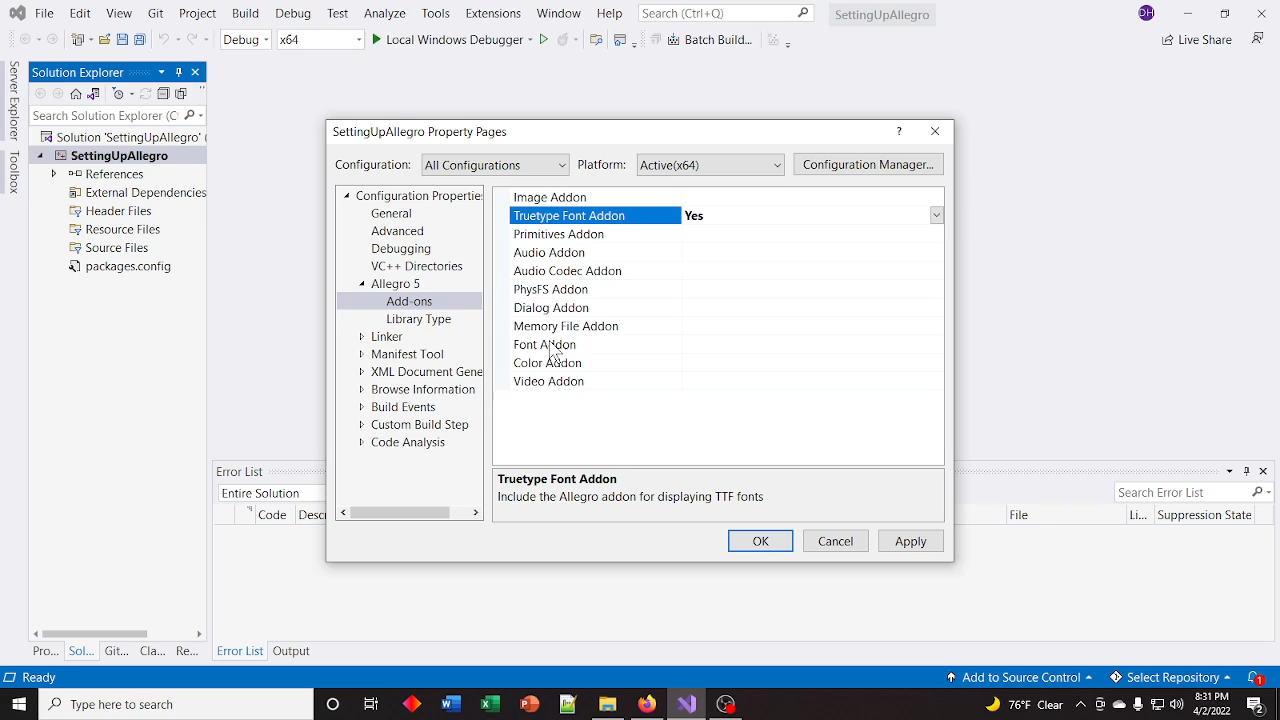 File Edit View Git Project Build Debug Test Analyze Tools Extensions Window Help Search (Ctrl+Q) SettingUpAllegro DH
Debug x64 Local Windows Debugger Batch Build... Live Share
Server Explorer
Toolbox
Solution Explorer
Search Solution Explorer (C
Solution 'SettingUpAllegro' (
SettingUpAllegro
References
External Dependencies
Header Files
Resource Files
Source Files
packages.config
Pro... Sol... Git... Cla... Re...
SettingUpAllegro Property Pages ?
Configuration: All Configurations Platform: Active(x64) Configuration Manager...
Configuration Propertie
General
Advanced
Debugging
VC++ Directories
Allegro 5
Add-ons
Library Type
Linker
Manifest Tool
XML Document Gene
Browse Information
Build Events
Custom Build Step
Code Analysis
Image Addon
Truetype Font Addon Yes
Primitives Addon
Audio Addon
Audio Codec Addon
PhysFS Addon
Dialog Addon
Memory File Addon
Font Addon
Color Addon
Video Addon
Truetype Font Addon
Include the Allegro addon for displaying TTF fonts
OK Cancel Apply
Error List
Entire Solution Search Error List
Code Descr File Li... Suppression State
Error List Output
Ready Add to Source Control Select Repository 1
Type here to search 76°F Clear 8:31 PM
4/2/2022